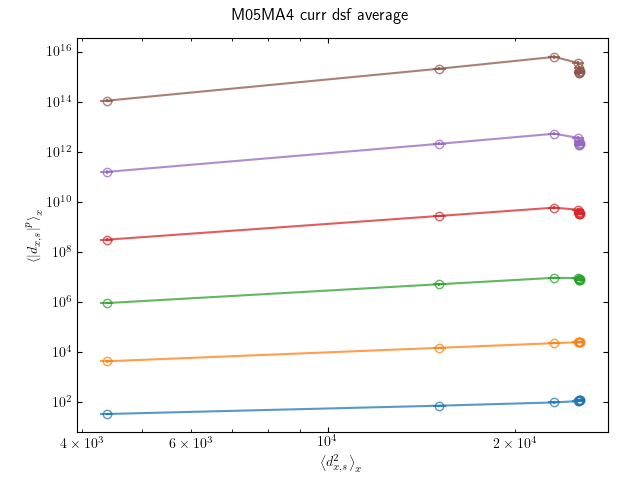 M05MA4 curr dsf average
10^16
10^14
10^12
10^10
10^8
10^6
10^4
10^2
⟨|d_{x,s}|^p⟩_x
4 × 10^3
6 × 10^3
10^4
2 × 10^4
⟨d^2_{x,s}⟩_x